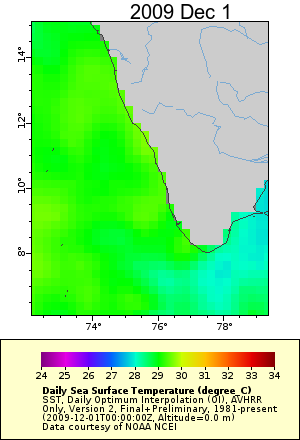 2009 Dec 1
14°
12°
10°
8°
74°
76°
78°
24 25 26 27 28 29 30 31 32 33 34
Daily Sea Surface Temperature (degree_C)
SST, Daily Optimum Interpolation (OI), AVHRR
Only, Version 2, Final+Preliminary, 1981-present
(2009-12-01T00:00:00Z, Altitude=0.0 m)
Data courtesy of NOAA NCEI